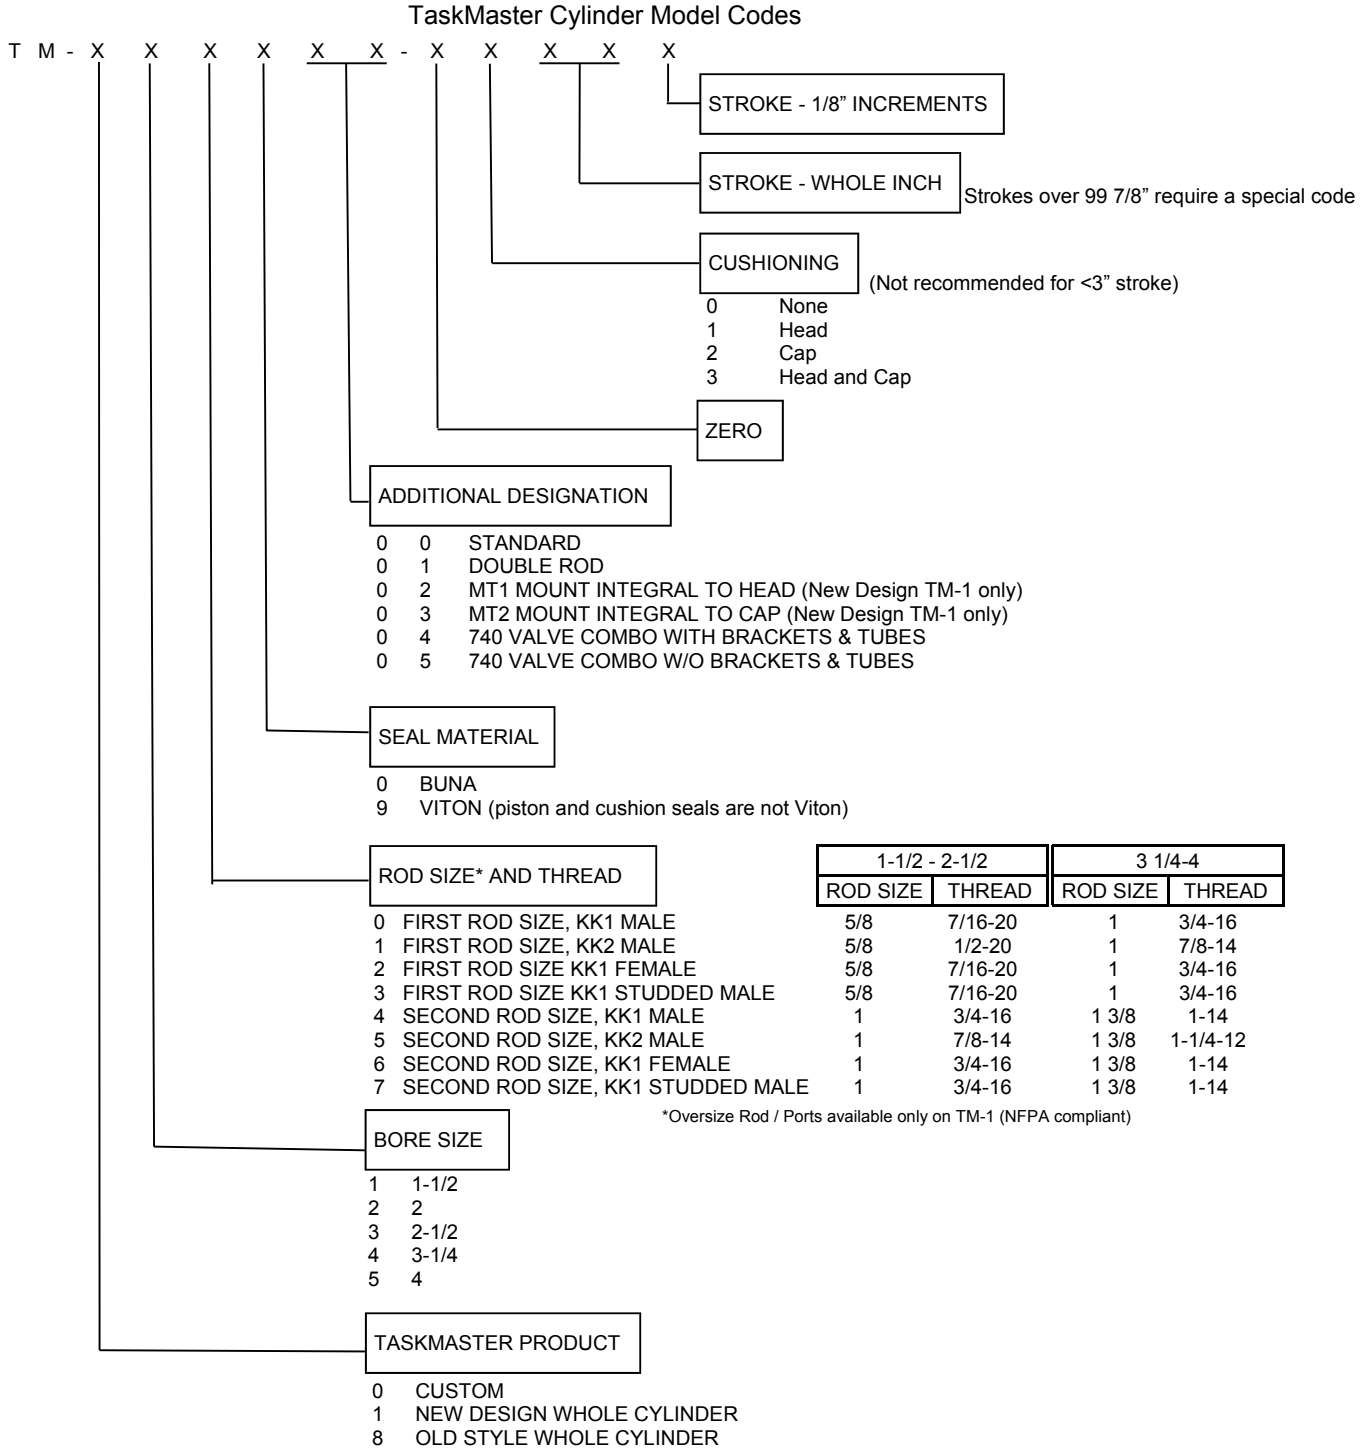 TaskMaster Cylinder Model Codes
T M - X X X X X X - X X X X X
STROKE - 1/8" INCREMENTS
STROKE - WHOLE INCH
Strokes over 99 7/8" require a special code
CUSHIONING
(Not recommended for <3" stroke)
0 None
1 Head
2 Cap
3 Head and Cap
ZERO
ADDITIONAL DESIGNATION
0 0 STANDARD
0 1 DOUBLE ROD
0 2 MT1 MOUNT INTEGRAL TO HEAD (New Design TM-1 only)
0 3 MT2 MOUNT INTEGRAL TO CAP (New Design TM-1 only)
0 4 740 VALVE COMBO WITH BRACKETS & TUBES
0 5 740 VALVE COMBO W/O BRACKETS & TUBES
SEAL MATERIAL
0 BUNA
9 VITON (piston and cushion seals are not Viton)
ROD SIZE* AND THREAD
1-1/2 - 2-1/2 3 1/4-4
ROD SIZE THREAD ROD SIZE THREAD
0 FIRST ROD SIZE, KK1 MALE 5/8 7/16-20 1 3/4-16
1 FIRST ROD SIZE, KK2 MALE 5/8 1/2-20 1 7/8-14
2 FIRST ROD SIZE KK1 FEMALE 5/8 7/16-20 1 3/4-16
3 FIRST ROD SIZE KK1 STUDDED MALE 5/8 7/16-20 1 3/4-16
4 SECOND ROD SIZE, KK1 MALE 1 3/4-16 1 3/8 1-14
5 SECOND ROD SIZE, KK2 MALE 1 7/8-14 1 3/8 1-1/4-12
6 SECOND ROD SIZE, KK1 FEMALE 1 3/4-16 1 3/8 1-14
7 SECOND ROD SIZE, KK1 STUDDED MALE 1 3/4-16 1 3/8 1-14
*Oversize Rod / Ports available only on TM-1 (NFPA compliant)
BORE SIZE
1 1-1/2
2 2
3 2-1/2
4 3-1/4
5 4
TASKMASTER PRODUCT
0 CUSTOM
1 NEW DESIGN WHOLE CYLINDER
8 OLD STYLE WHOLE CYLINDER